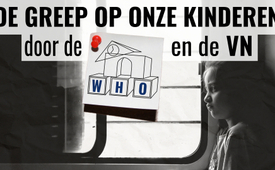 DE GREEP OP ONZE KINDEREN
door de
en de VN
WHO